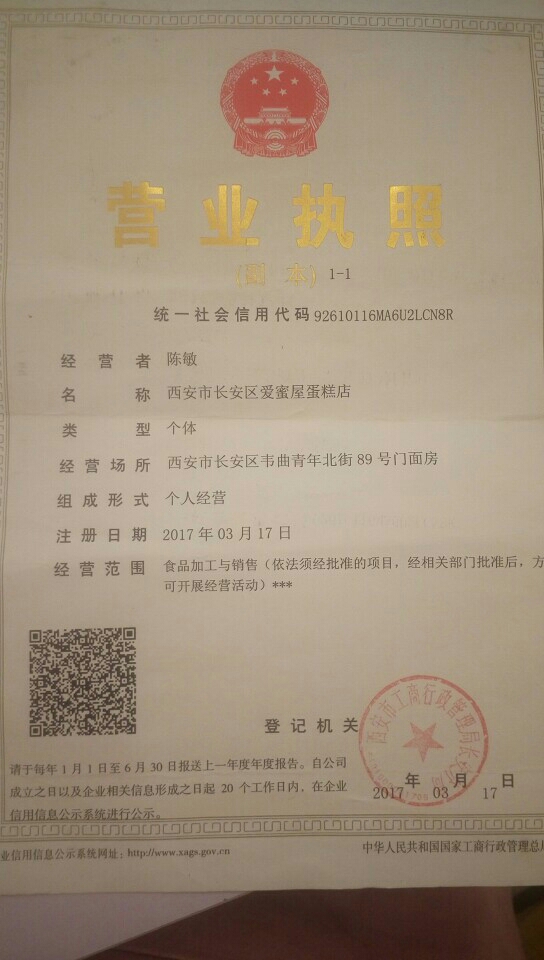 营业执照
(副 本) 1-1
统一社会信用代码 92610116MA6U2LCN8R
经营者 陈敏
名称 西安市长安区爱蜜屋蛋糕店
类型 个体
经营场所 西安市长安区韦曲青年北街 89 号门面房
组成形式 个人经营
注册日期 2017 年 03 月 17 日
经营范围 食品加工与销售（依法须经批准的项目，经相关部门批准后，方
可开展经营活动）***
登记机关
西安市工商行政管理局长安分局
请于每年 1 月 1 日至 6 月 30 日报送上一年度年度报告。自公司
成立之日以及企业相关信息形成之日起 20 个工作日内，在企业
信用信息公示系统进行公示。
2017 年 03 月 17 日
业信用信息公示系统网址：http://www.xags.gov.cn
中华人民共和国国家工商行政管理总局